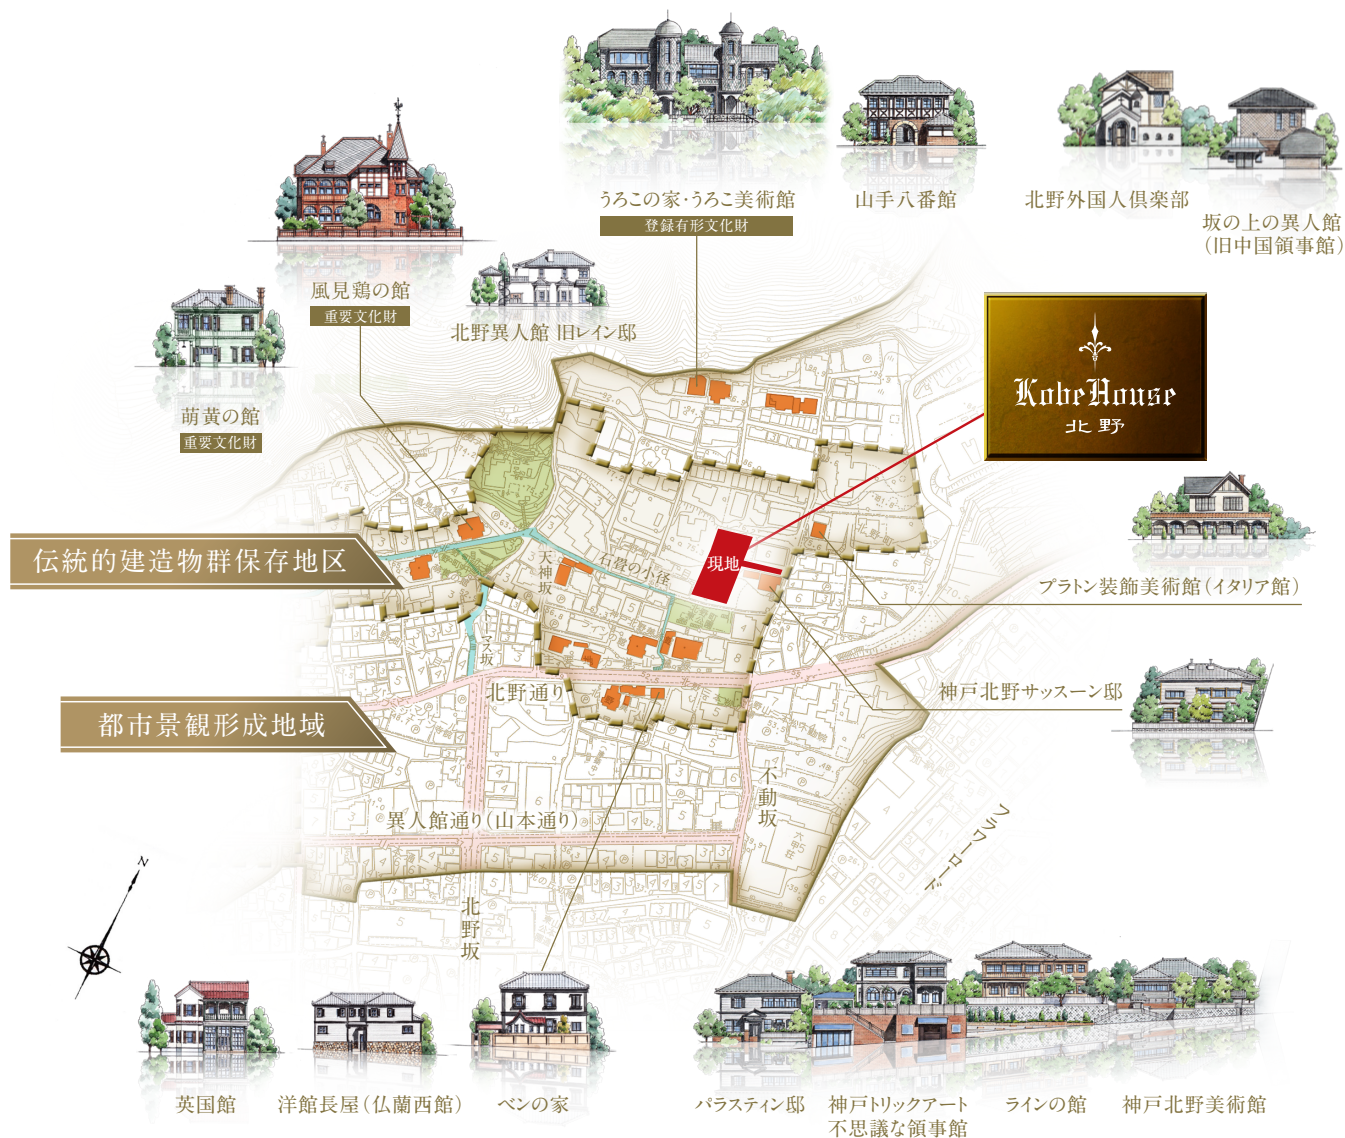 うろこの家・うろこ美術館
登録有形文化財
山手八番館
北野外国人倶楽部
坂の上の異人館
（旧中国領事館）
風見鶏の館
重要文化財
北野異人館 旧レイン邸
萌黄の館
重要文化財
KobeHouse
北野
伝統的建造物群保存地区
都市景観形成地域
現地
天神坂
石畳の小径
トーマス坂
北野通り
プラトン装飾美術館（イタリア館）
神戸北野サッスーン邸
不動坂
異人館通り（山本通り）
フラワーロード
北野坂
N
英国館
洋館長屋（仏蘭西館）
ベンの家
パラスティン邸
神戸トリックアート
不思議な領事館
ラインの館
神戸北野美術館